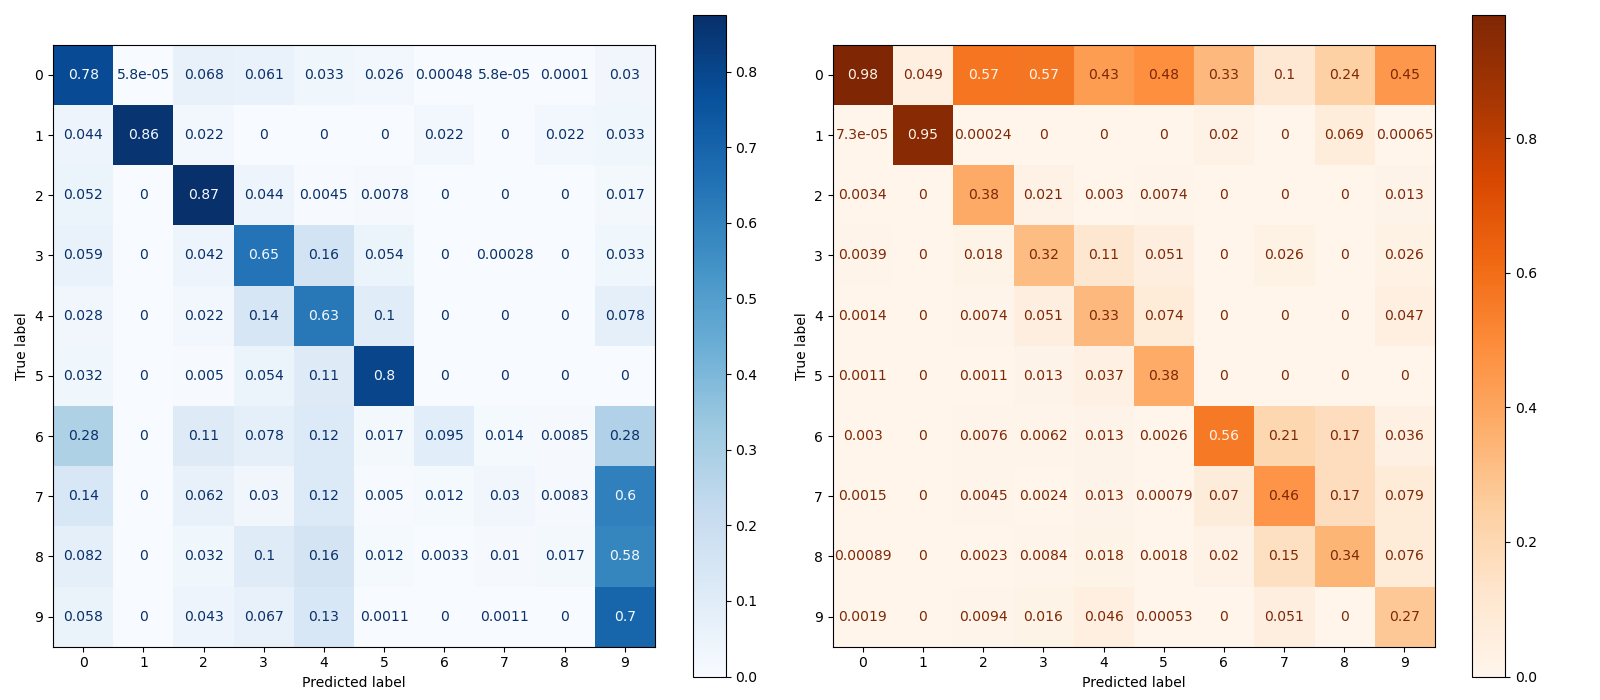 0 0.78 5.8e-05 0.068 0.061 0.033 0.026 0.00048 5.8e-05 0.0001 0.03
1 0.044 0.86 0.022 0 0 0 0.022 0 0.022 0.033
2 0.052 0 0.87 0.044 0.0045 0.0078 0 0 0 0.017
3 0.059 0 0.042 0.65 0.16 0.054 0 0.00028 0 0.033
4 0.028 0 0.022 0.14 0.63 0.1 0 0 0 0.078
5 0.032 0 0.005 0.054 0.11 0.8 0 0 0 0
6 0.28 0 0.11 0.078 0.12 0.017 0.095 0.014 0.0085 0.28
7 0.14 0 0.062 0.03 0.12 0.005 0.012 0.03 0.0083 0.6
8 0.082 0 0.032 0.1 0.16 0.012 0.0033 0.01 0.017 0.58
9 0.058 0 0.043 0.067 0.13 0.0011 0 0.0011 0 0.7
0 1 2 3 4 5 6 7 8 9
Predicted label
True label
0.8
0.7
0.6
0.5
0.4
0.3
0.2
0.1
0.0
0 0.98 0.049 0.57 0.57 0.43 0.48 0.33 0.1 0.24 0.45
1 7.3e-05 0.95 0.00024 0 0 0 0.02 0 0.069 0.00065
2 0.0034 0 0.38 0.021 0.003 0.0074 0 0 0 0.013
3 0.0039 0 0.018 0.32 0.11 0.051 0 0.026 0 0.026
4 0.0014 0 0.0074 0.051 0.33 0.074 0 0 0 0.047
5 0.0011 0 0.0011 0.013 0.037 0.38 0 0 0 0
6 0.003 0 0.0076 0.0062 0.013 0.0026 0.56 0.21 0.17 0.036
7 0.0015 0 0.0045 0.0024 0.013 0.00079 0.07 0.46 0.17 0.079
8 0.00089 0 0.0023 0.0084 0.018 0.0018 0.02 0.15 0.34 0.076
9 0.0019 0 0.0094 0.016 0.046 0.00053 0 0.051 0 0.27
0 1 2 3 4 5 6 7 8 9
Predicted label
True label
0.8
0.6
0.4
0.2
0.0